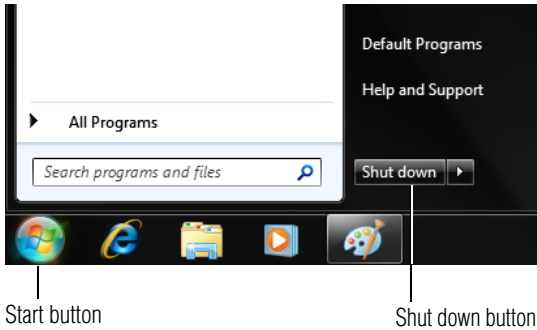 Default Programs
Help and Support
All Programs
Search programs and files
Shut down
Start button
Shut down button